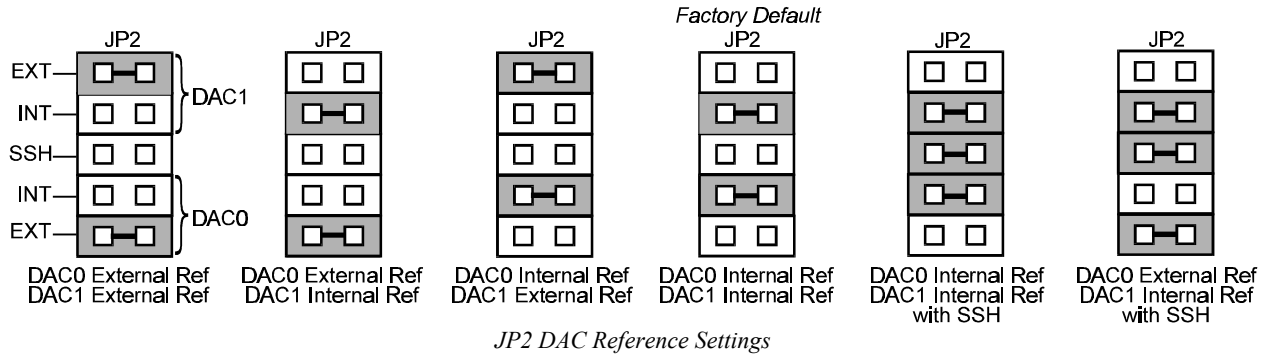 Factory Default
JP2 JP2 JP2 JP2 JP2 JP2
EXT
INT
DAC1
SSH
INT
EXT
DAC0
DAC0 External Ref
DAC1 External Ref
DAC0 External Ref
DAC1 Internal Ref
DAC0 Internal Ref
DAC1 External Ref
DAC0 Internal Ref
DAC1 Internal Ref
DAC0 Internal Ref
DAC1 Internal Ref
with SSH
DAC0 External Ref
DAC1 Internal Ref
with SSH
JP2 DAC Reference Settings